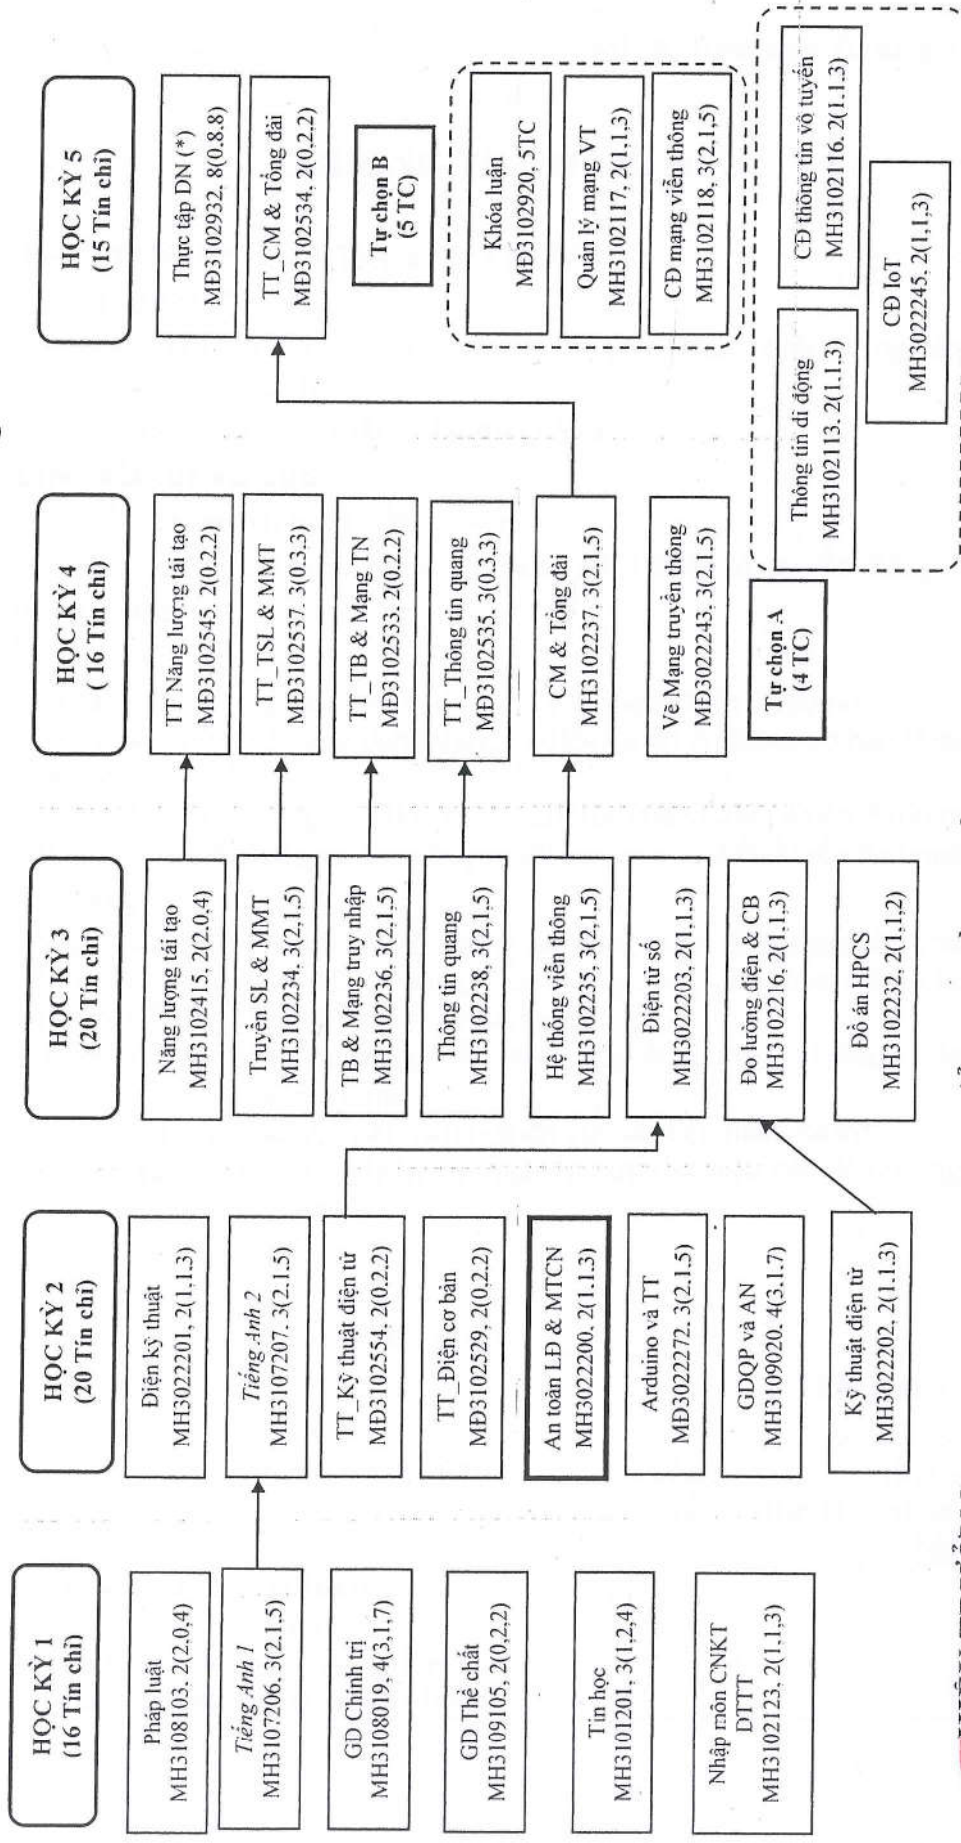 HỌC KỲ 1
(16 Tín chỉ)
Pháp luật
MH3108103, 2(2,0,4)
Tiếng Anh 1
MH3107206, 3(2.1,5)
GD Chính trị
MH3108019, 4(3,1,7)
GD Thể chất
MH3109105, 2(0,2,2)
Tin học
MH3101201, 3(1,2,4)
Nhập môn CNKT
DTTT
MH3102123, 2(1,1,3)
HỌC KỲ 2
(20 Tín chỉ)
Điện kỹ thuật
MH3022201, 2(1,1.3)
Tiếng Anh 2
MH3107207, 3(2.1.5)
TT_Kỹ thuật điện tử
MĐ3102554, 2(0.2.2)
TT_Điện cơ bản
MĐ3102529, 2(0,2.2)
An toàn LĐ & MTCN
MH3022200, 2(1.1.3)
Arduino và TT
MĐ3022272, 3(2.1.5)
GDQP và AN
MH3109020, 4(3.1.7)
Kỹ thuật điện tử
MH3022202, 2(1.1.3)
HỌC KỲ 3
(20 Tín chỉ)
Năng lượng tái tạo
MH3102415, 2(2.0,4)
Truyền SL & MMT
MH3102234, 3(2,1.5)
TB & Mạng truy nhập
MH3102236, 3(2,1.5)
Thông tin quang
MH3102238, 3(2,1,5)
Hệ thống viễn thông
MH3102235, 3(2,1.5)
Điện tử số
MH3022203, 2(1,1.3)
Đo lường điện & CB
MH3102216, 2(1.1.3)
Đồ án HPCS
MH3102232, 2(1,1,2)
HỌC KỲ 4
( 16 Tín chỉ)
TT Năng lượng tái tạo
MĐ3102545, 2(0.2.2)
TT_TSL & MMT
MĐ3102537, 3(0.3.3)
TT_TB & Mạng TN
MĐ3102533, 2(0.2.2)
TT_Thông tin quang
MĐ3102535, 3(0.3.3)
CM & Tổng đài
MH3102237, 3(2.1.5)
Vẽ Mạng truyền thông
MĐ3022243, 3(2.1.5)
Tự chọn A
(4 TC)
Thông tin di động
MH3102113, 2(1.1.3)
CĐ thông tin vô tuyến
MH3102116, 2(1.1.3)
CĐ IoT
MH3022245, 2(1,1,3)
HỌC KỲ 5
(15 Tín chỉ)
Thực tập DN (*)
MĐ3102932, 8(0.8.8)
TT_CM & Tổng đài
MĐ3102534, 2(0,2.2)
Tự chọn B
(5 TC)
Khóa luận
MĐ3102920, 5TC
Quản lý mạng VT
MH3102117, 2(1,1,3)
CĐ mạng viễn thông
MH3102118, 3(2.1,5)